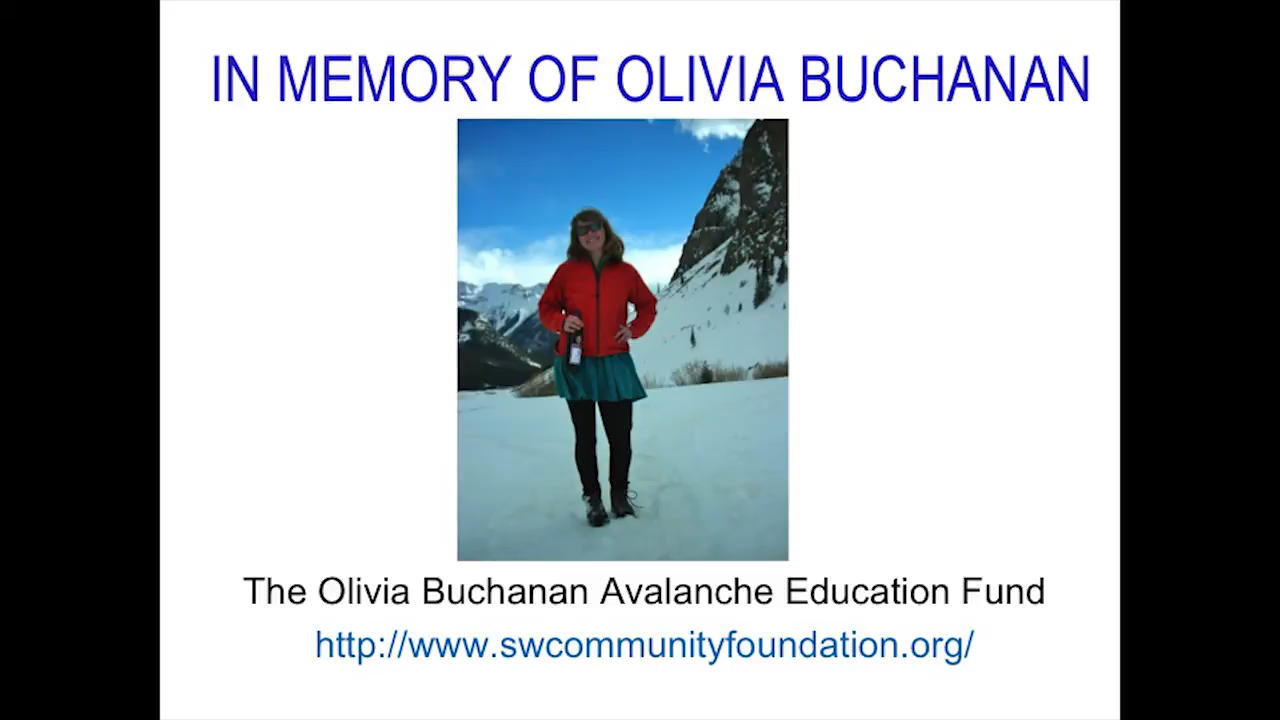 IN MEMORY OF OLIVIA BUCHANAN
The Olivia Buchanan Avalanche Education Fund
http://www.swcommunityfoundation.org/